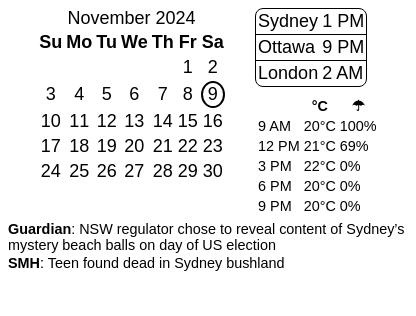 November 2024
Su Mo Tu We Th Fr Sa
1 2
3 4 5 6 7 8 9
10 11 12 13 14 15 16
17 18 19 20 21 22 23
24 25 26 27 28 29 30
Sydney 1 PM
Ottawa 9 PM
London 2 AM
°C ☂
9 AM 20°C 100%
12 PM 21°C 69%
3 PM 22°C 0%
6 PM 20°C 0%
9 PM 20°C 0%
Guardian: NSW regulator chose to reveal content of Sydney’s
mystery beach balls on day of US election
SMH: Teen found dead in Sydney bushland